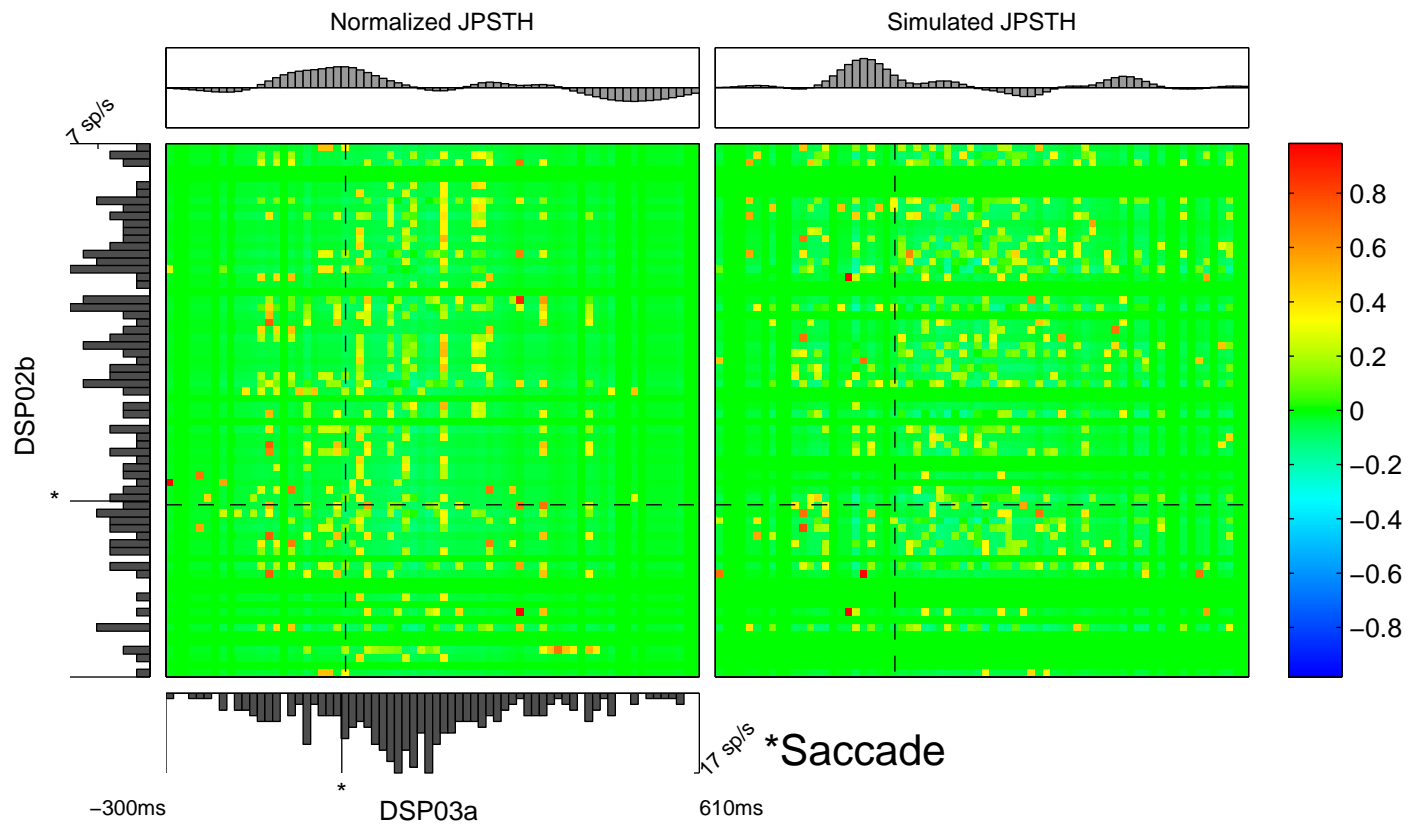 Normalized JPSTH
Simulated JPSTH
7 sp/s
0.8
0.6
0.4
0.2
0
−0.2
−0.4
−0.6
−0.8
DSP02b
*
17 sp/s
*Saccade
*
−300ms
DSP03a
610ms